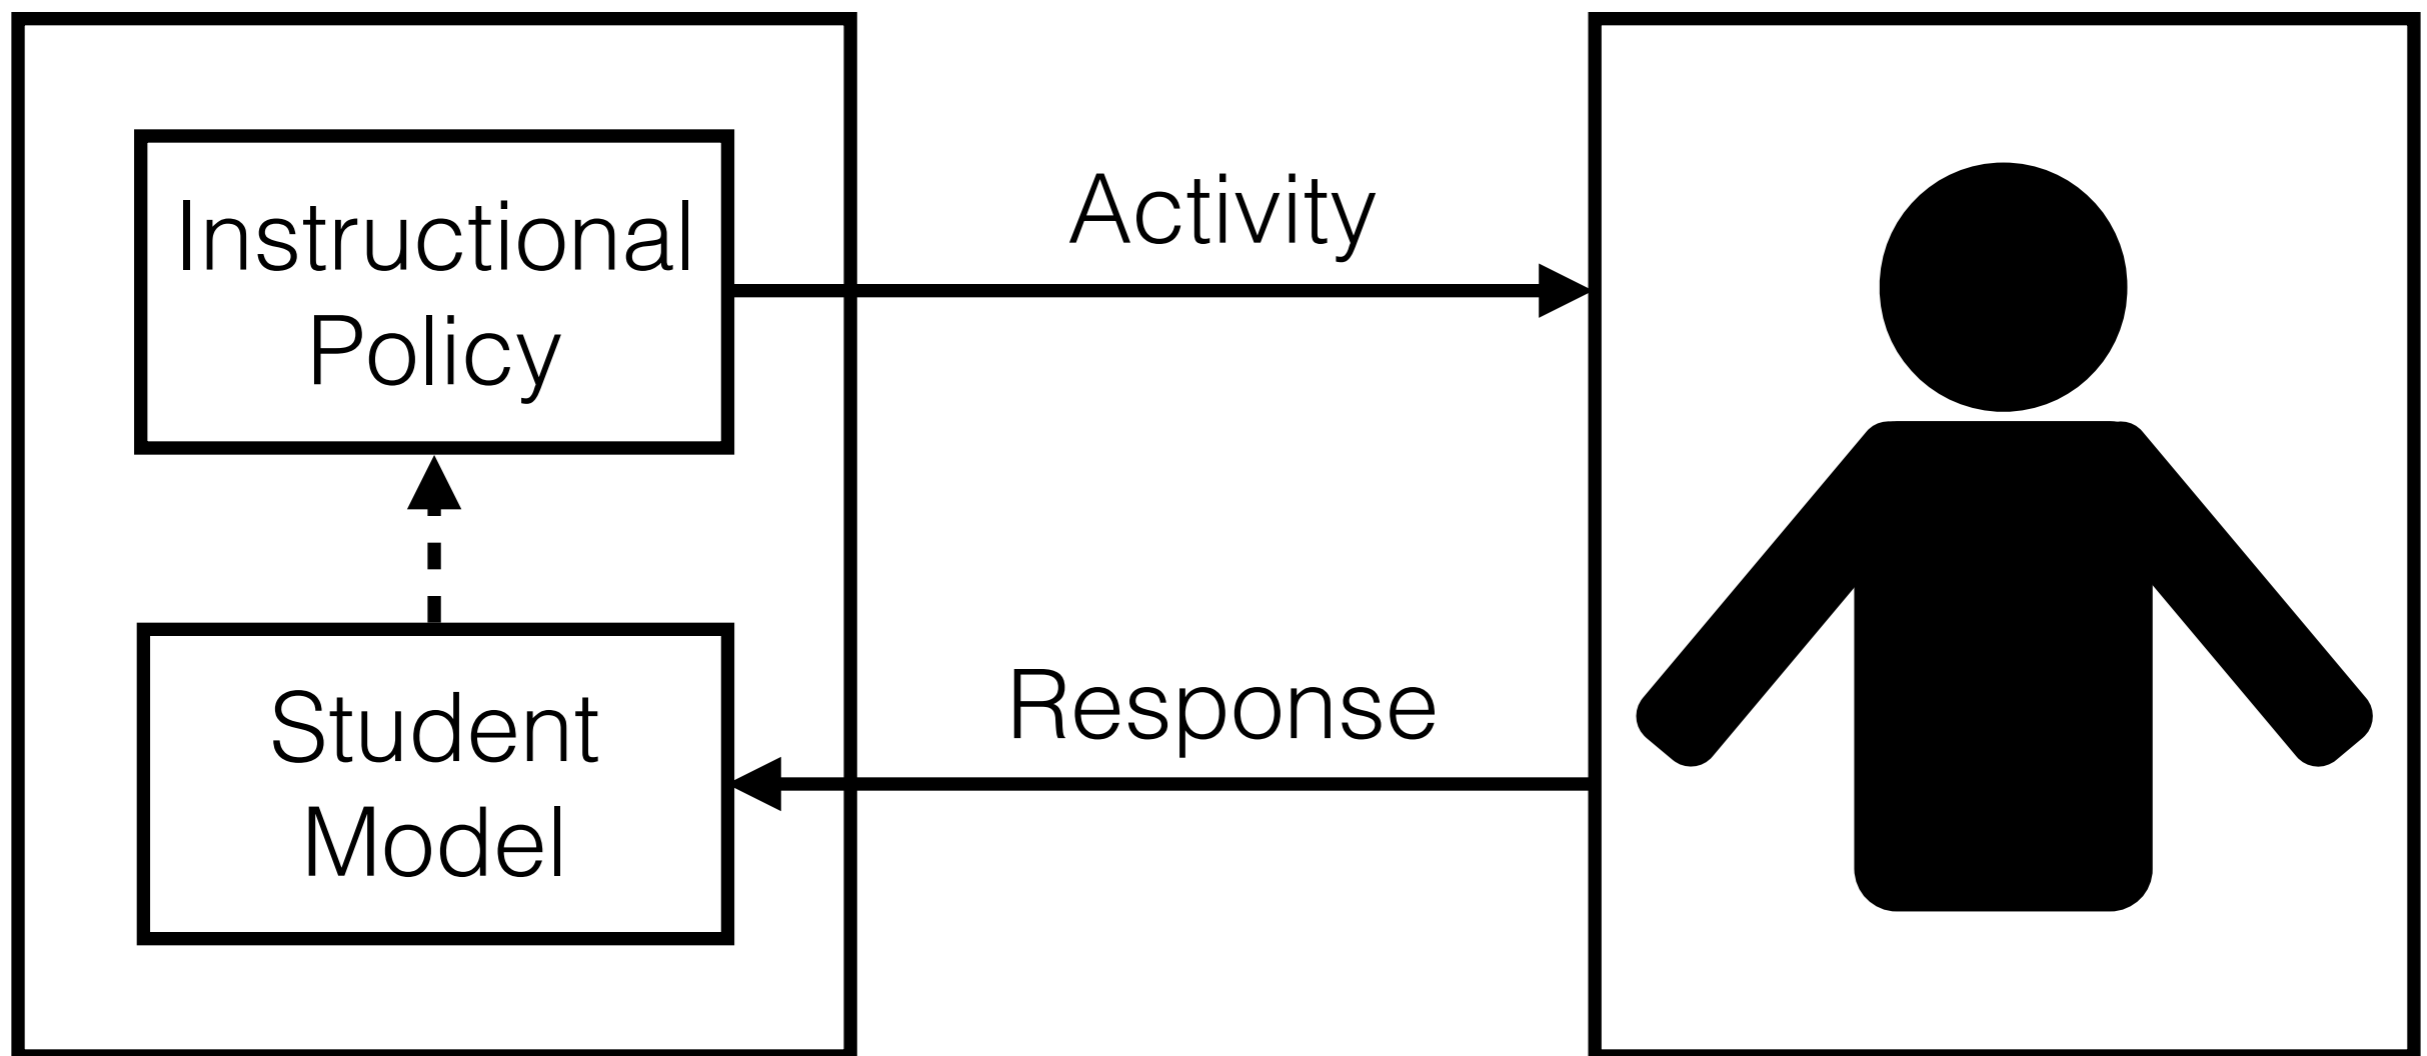 Instructional
Policy
Activity
Student
Model
Response